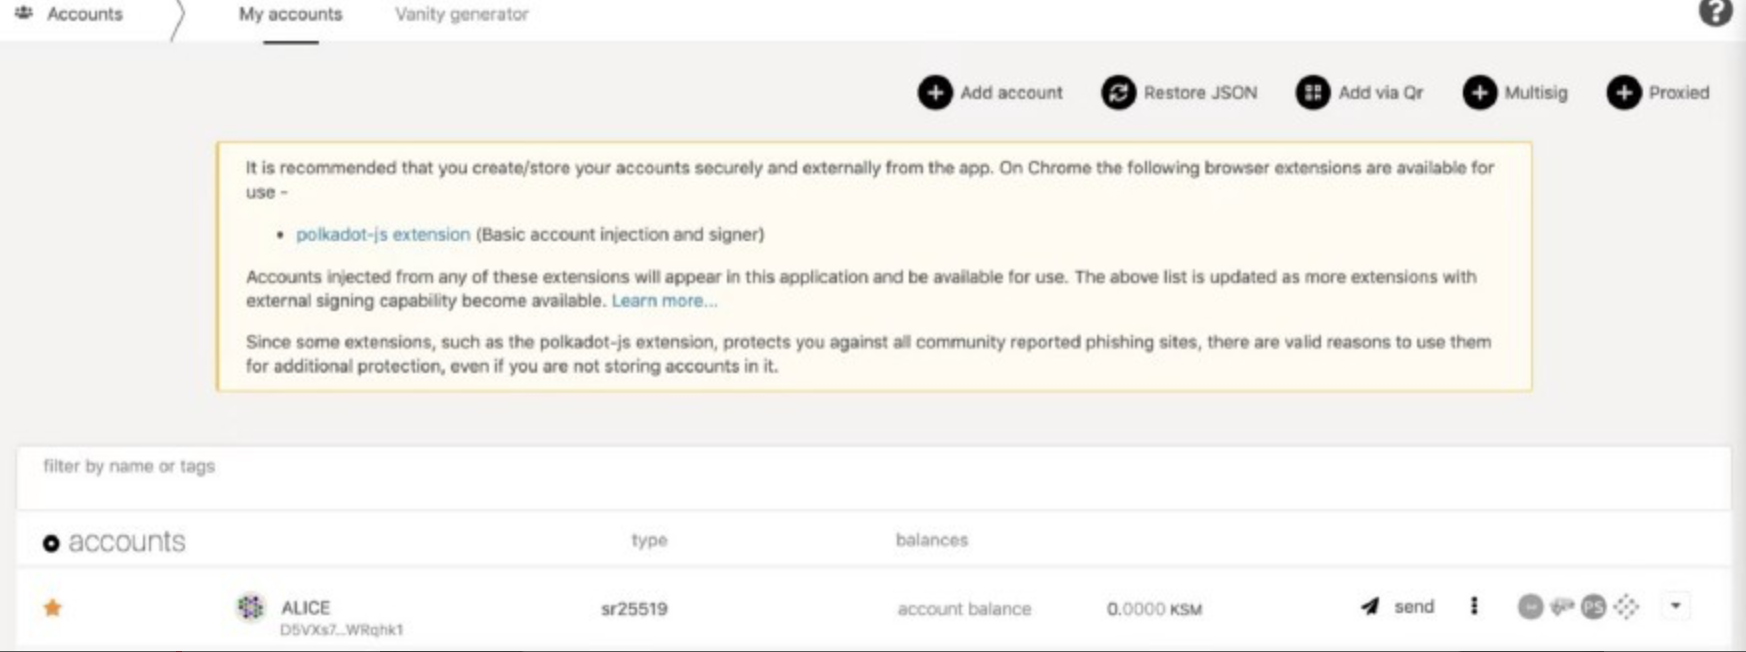 Accounts My accounts Vanity generator
Add account Restore JSON Add via Qr Multisig Proxied
It is recommended that you create/store your accounts securely and externally from the app. On Chrome the following browser extensions are available for
use -
• polkadot-js extension (Basic account injection and signer)
Accounts injected from any of these extensions will appear in this application and be available for use. The above list is updated as more extensions with
external signing capability become available. Learn more...
Since some extensions, such as the polkadot-js extension, protects you against all community reported phishing sites, there are valid reasons to use them
for additional protection, even if you are not storing accounts in it.
filter by name or tags
accounts type balances
ALICE sr25519 account balance 0.0000 KSM send PS
D5VXs7...WRqhk1